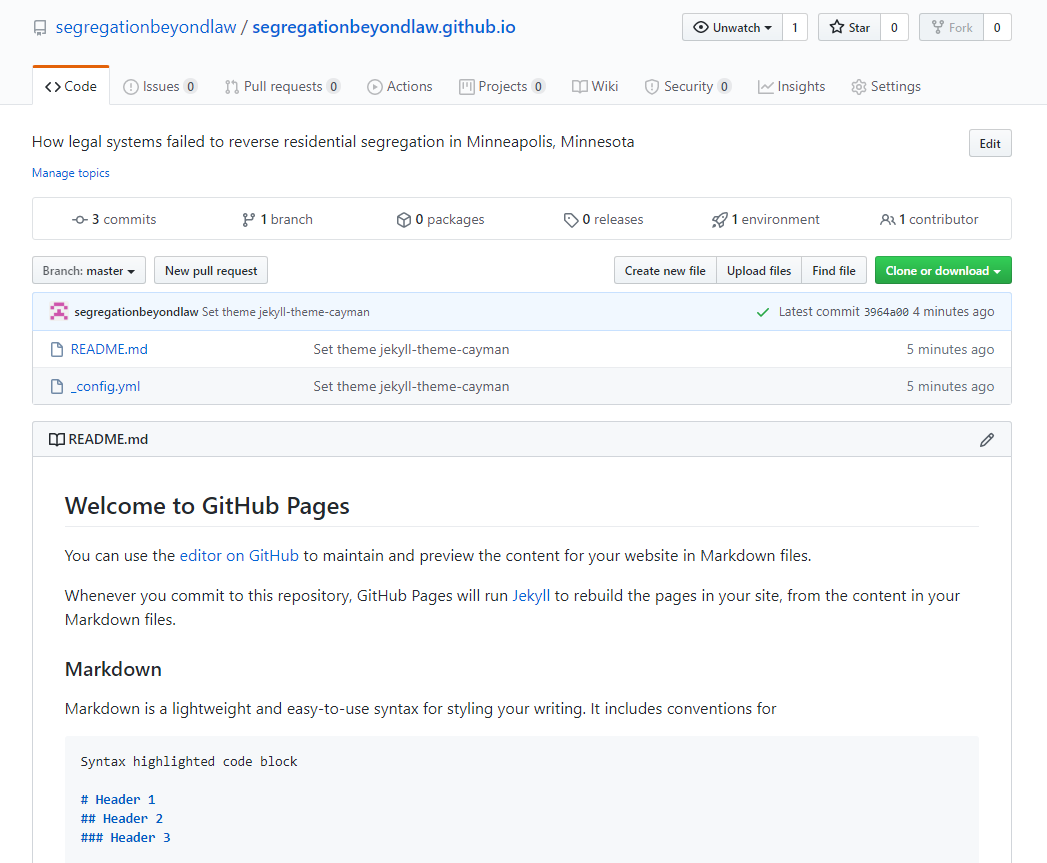 segregationbeyondlaw / segregationbeyondlaw.github.io
Unwatch 1 Star 0 Fork 0
Code Issues 0 Pull requests 0 Actions Projects 0 Wiki Security 0 Insights Settings
How legal systems failed to reverse residential segregation in Minneapolis, Minnesota
Edit
Manage topics
3 commits 1 branch 0 packages 0 releases 1 environment 1 contributor
Branch: master New pull request Create new file Upload files Find file Clone or download
segregationbeyondlaw Set theme jekyll-theme-cayman Latest commit 3964a00 4 minutes ago
README.md Set theme jekyll-theme-cayman 5 minutes ago
_config.yml Set theme jekyll-theme-cayman 5 minutes ago
README.md
Welcome to GitHub Pages
You can use the editor on GitHub to maintain and preview the content for your website in Markdown files.
Whenever you commit to this repository, GitHub Pages will run Jekyll to rebuild the pages in your site, from the content in your
Markdown files.
Markdown
Markdown is a lightweight and easy-to-use syntax for styling your writing. It includes conventions for
Syntax highlighted code block
# Header 1
## Header 2
### Header 3